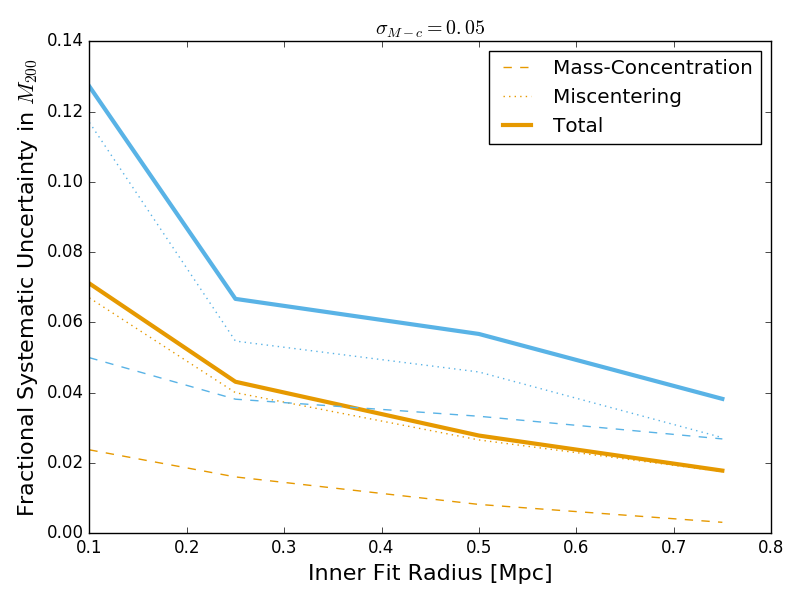 $\sigma_{M-c} = 0.05$
Fractional Systematic Uncertainty in $M_{200}$
0.14
0.12
0.10
0.08
0.06
0.04
0.02
0.00
Mass-Concentration
Miscentering
Total
0.1 0.2 0.3 0.4 0.5 0.6 0.7 0.8
Inner Fit Radius [Mpc]